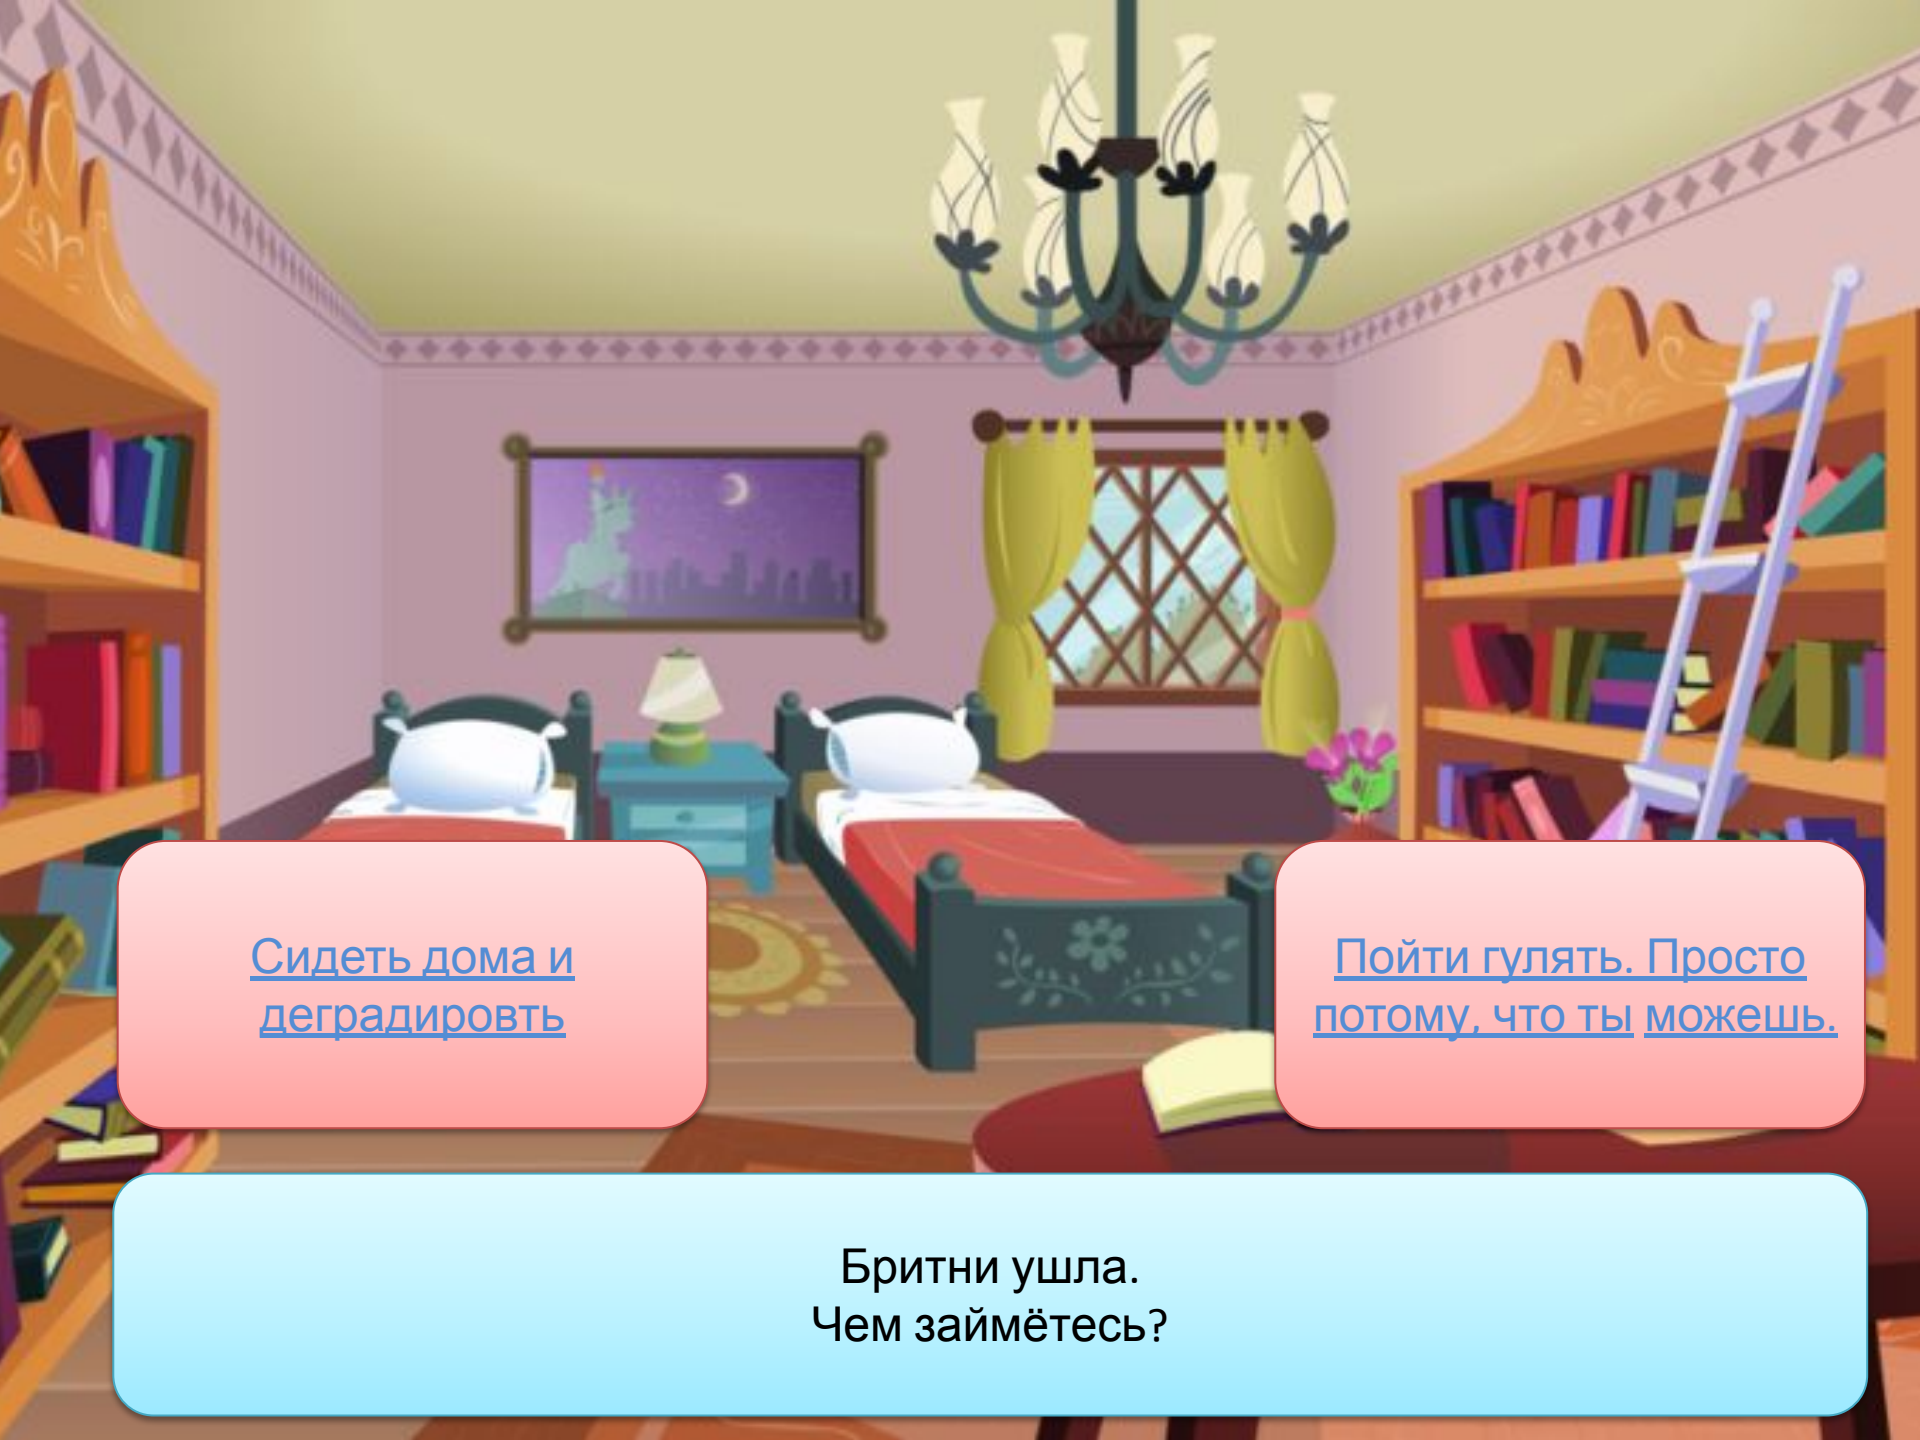 Сидеть дома и
деградировть
Пойти гулять. Просто
потому, что ты можешь.
Бритни ушла.
Чем займётесь?